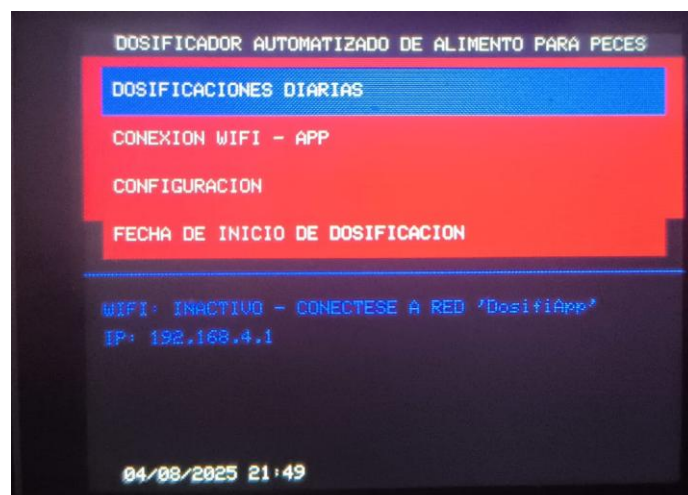 DOSIFICADOR AUTOMATIZADO DE ALIMENTO PARA PECES
DOSIFICACIONES DIARIAS
CONEXION WIFI - APP
CONFIGURACION
FECHA DE INICIO DE DOSIFICACION
WIFI: INACTIVO - CONECTESE A RED 'DosifiApp'
IP: 192.168.4.1
04/08/2025 21:49